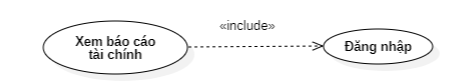 «include»
Xem báo cáo
tài chính
Đăng nhập